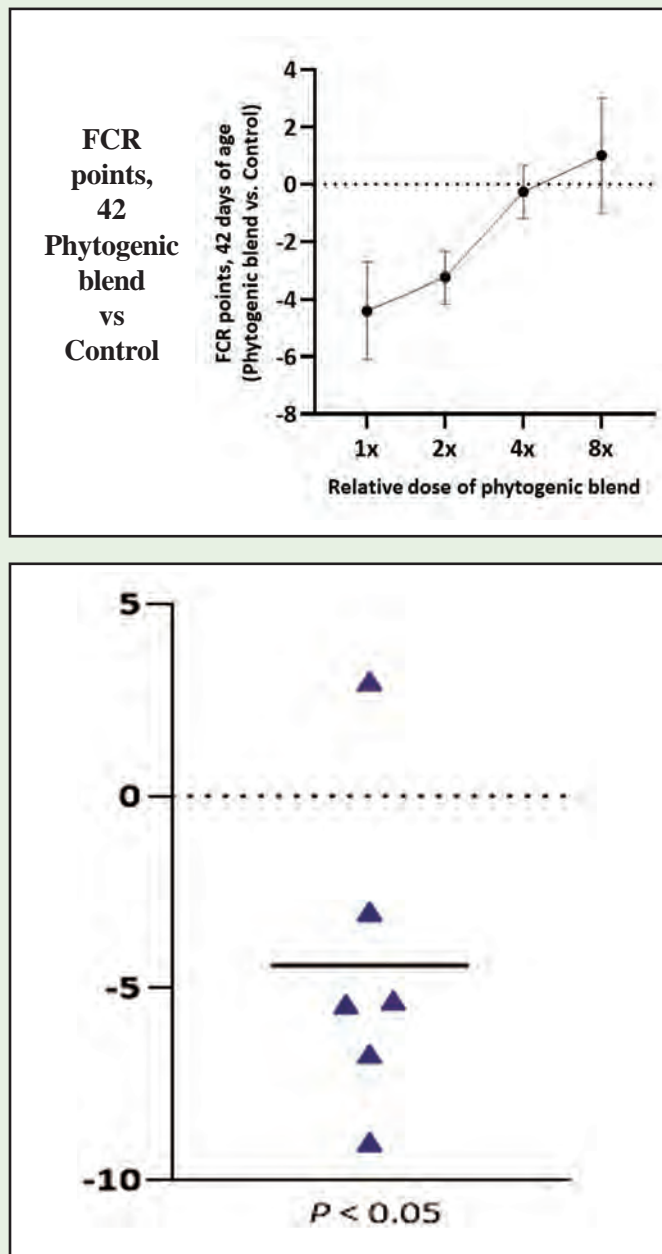 FCR
points,
42
Phytogenic
blend
vs
Control
FCR points, 42 days of age
(Phytogenic blend vs. Control)
4
2
0
-2
-4
-6
-8
1x 2x 4x 8x
Relative dose of phytogenic blend
5
0
-5
-10
P < 0.05